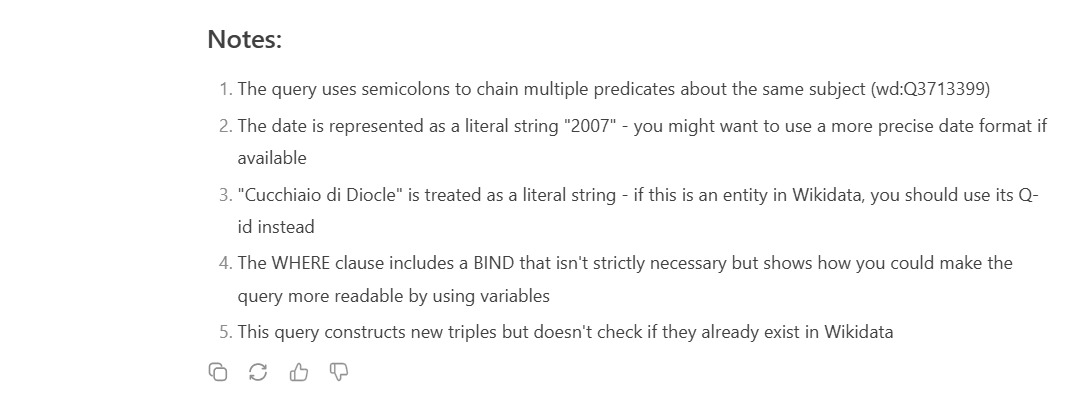 Notes:
1. The query uses semicolons to chain multiple predicates about the same subject (wd:Q3713399)
2. The date is represented as a literal string "2007" - you might want to use a more precise date format if
available
3. "Cucchiaio di Diocle" is treated as a literal string - if this is an entity in Wikidata, you should use its Q-
id instead
4. The WHERE clause includes a BIND that isn't strictly necessary but shows how you could make the
query more readable by using variables
5. This query constructs new triples but doesn't check if they already exist in Wikidata